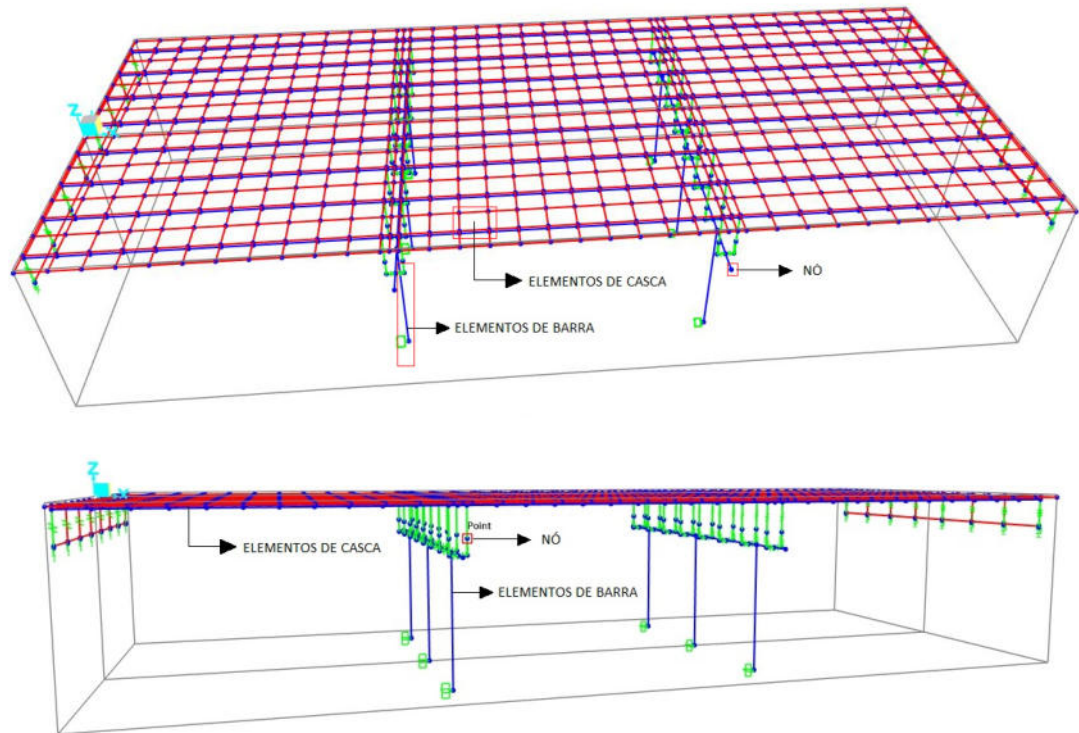 Z
ELEMENTOS DE CASCA
NÓ
ELEMENTOS DE BARRA
Z
Point
NÓ
ELEMENTOS DE CASCA
ELEMENTOS DE BARRA